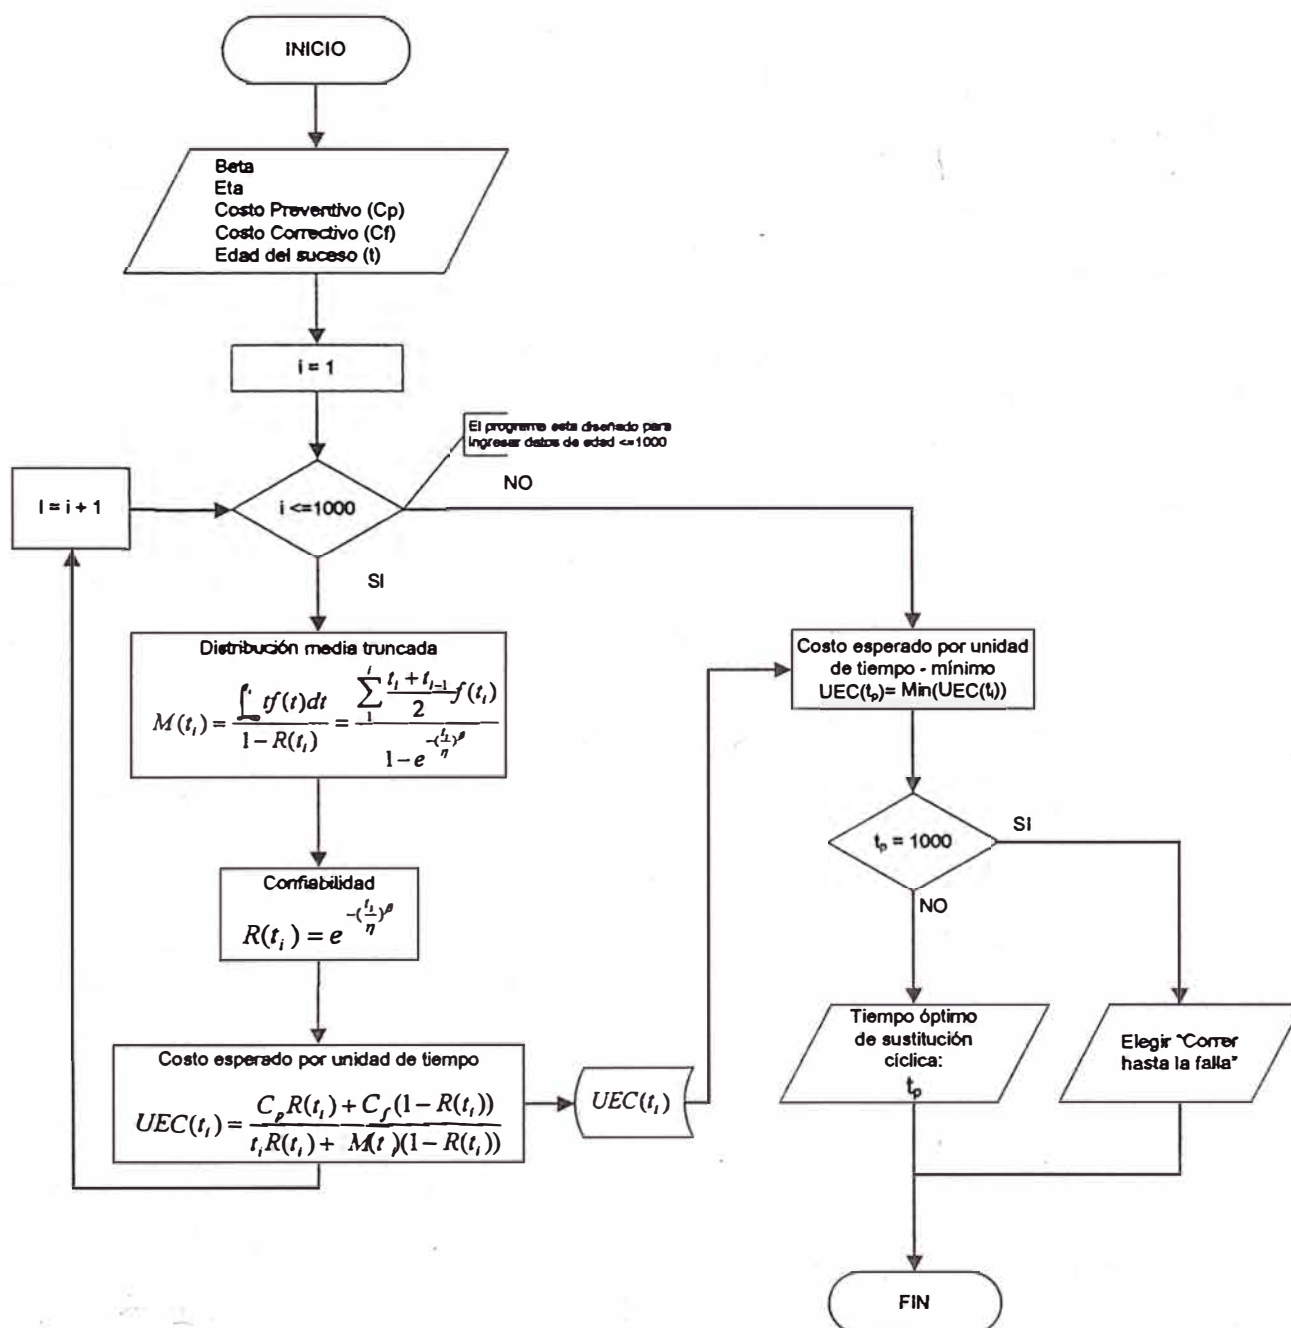 INICIO
Beta
Eta
Costo Preventivo (Cp)
Costo Correctivo (Cf)
Edad del suceso (t)
i = 1
El programa esta diseñado para
ingresar datos de edad <=1000
I = i + 1
i <=1000
NO
SI
Distribución media truncada
M(t_i) = ∫ tf(t)dt / (1 − R(t_i)) = Σ_1^i ((t_i + t_{i−1})/2) f(t_i) / (1 − e^{−(t_i/η)^β})
Confiabilidad
R(t_i) = e^{−(t_i/η)^β}
Costo esperado por unidad de tiempo
UEC(t_i) = (C_p R(t_i) + C_f (1 − R(t_i))) / (t_i R(t_i) + M(t_i)(1 − R(t_i)))
UEC(t_i)
Costo esperado por unidad
de tiempo - mínimo
UEC(t_p)= Min(UEC(t_i))
t_p = 1000
SI
NO
Tiempo óptimo
de sustitución
cíclica:
t_p
Elegir "Correr
hasta la falla"
FIN